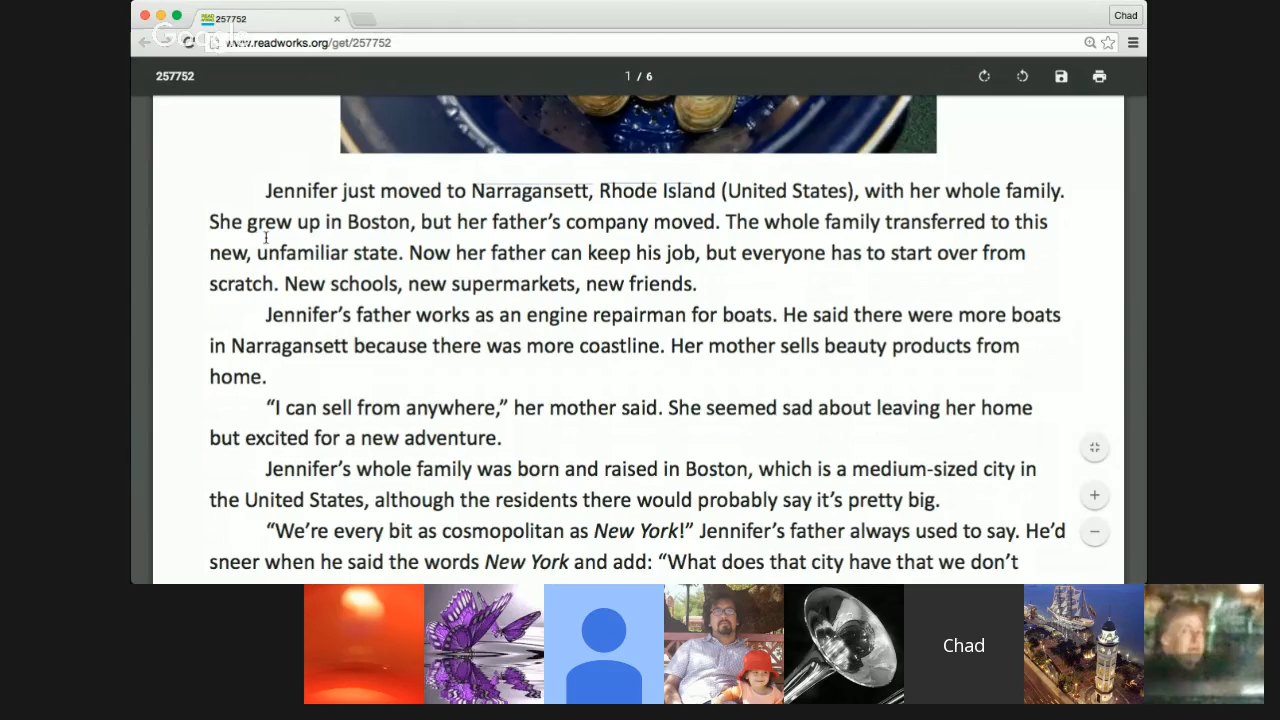 READ
257752
Chad
Google
www.readworks.org/get/257752
257752
1 / 6
Jennifer just moved to Narragansett, Rhode Island (United States), with her whole family.
She grew up in Boston, but her father’s company moved. The whole family transferred to this
new, unfamiliar state. Now her father can keep his job, but everyone has to start over from
scratch. New schools, new supermarkets, new friends.
Jennifer’s father works as an engine repairman for boats. He said there were more boats
in Narragansett because there was more coastline. Her mother sells beauty products from
home.
“I can sell from anywhere,” her mother said. She seemed sad about leaving her home
but excited for a new adventure.
Jennifer’s whole family was born and raised in Boston, which is a medium-sized city in
the United States, although the residents there would probably say it’s pretty big.
“We’re every bit as cosmopolitan as New York!” Jennifer’s father always used to say. He’d
sneer when he said the words New York and add: “What does that city have that we don’t
Chad